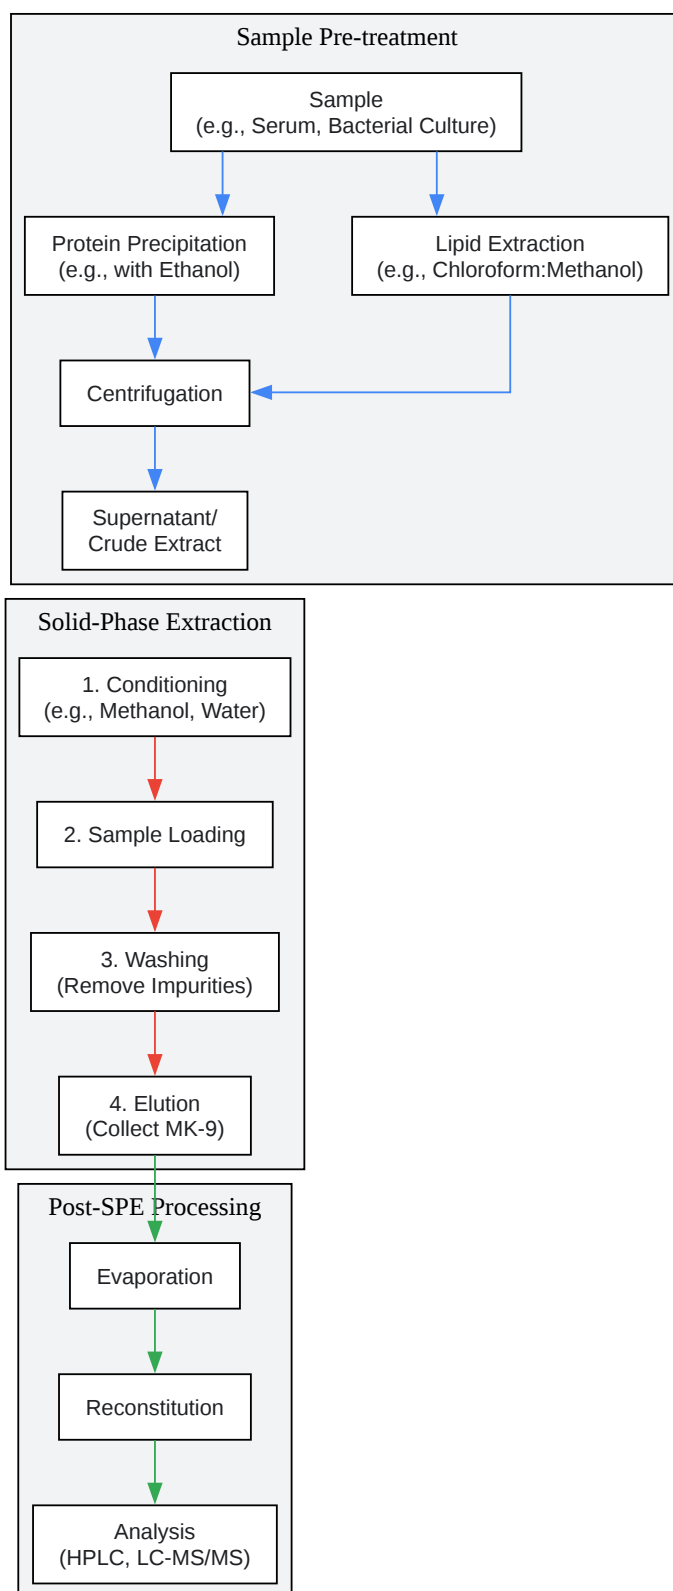 Sample Pre-treatment
Sample
(e.g., Serum, Bacterial Culture)
Protein Precipitation
(e.g., with Ethanol)
Lipid Extraction
(e.g., Chloroform:Methanol)
Centrifugation
Supernatant/
Crude Extract
Solid-Phase Extraction
1. Conditioning
(e.g., Methanol, Water)
2. Sample Loading
3. Washing
(Remove Impurities)
4. Elution
(Collect MK-9)
Post-SPE Processing
Evaporation
Reconstitution
Analysis
(HPLC, LC-MS/MS)